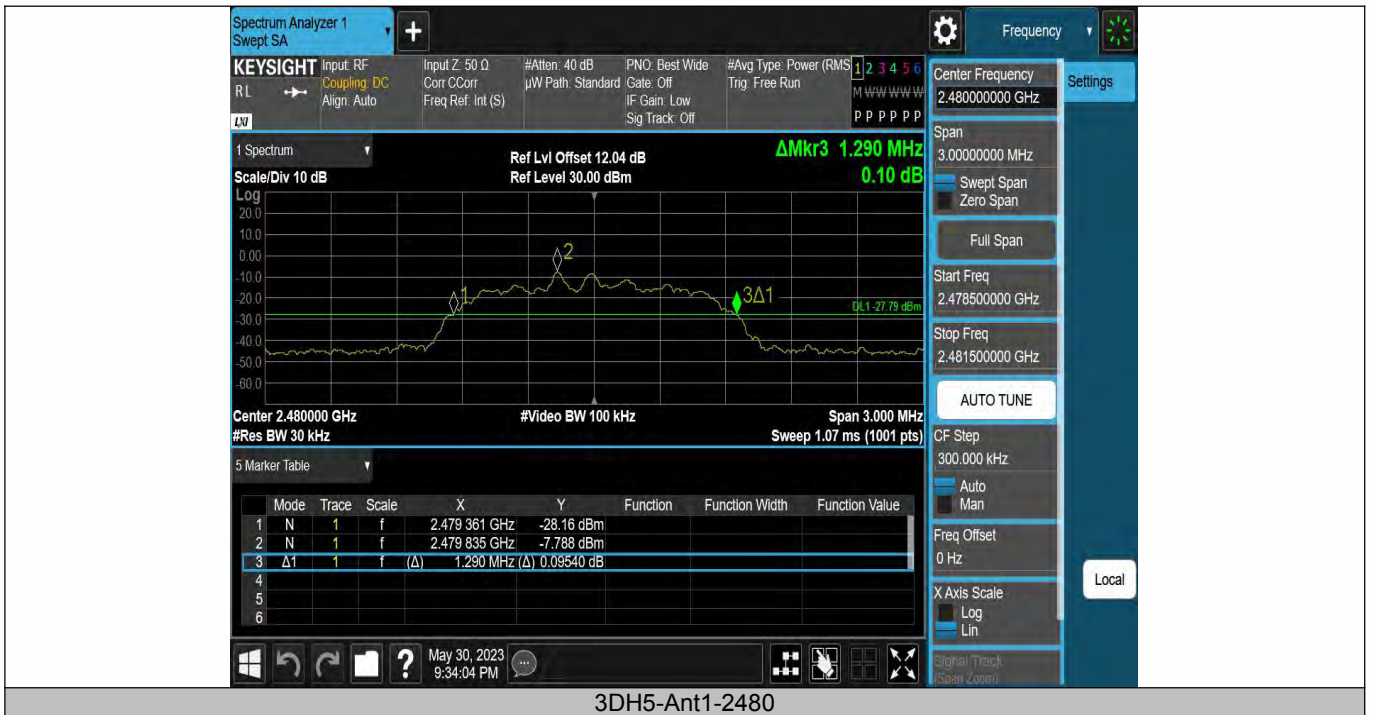 Spectrum Analyzer 1
Swept SA
+
Frequency
KEYSIGHT
RL
LXI
Input: RF
Coupling: DC
Align: Auto
Input Z: 50 Ω
Corr CCorr
Freq Ref: Int (S)
#Atten: 40 dB
µW Path: Standard
PNO: Best Wide
Gate: Off
IF Gain: Low
Sig Track: Off
#Avg Type: Power (RMS
Trig: Free Run
1 2 3 4 5 6
M W W W W W
P P P P P P
1 Spectrum
Scale/Div 10 dB
Ref Lvl Offset 12.04 dB
Ref Level 30.00 dBm
ΔMkr3 1.290 MHz
0.10 dB
Log
20.0
10.0
0.00
-10.0
-20.0
-30.0
-40.0
-50.0
-60.0
1
2
3Δ1
DL1 -27.79 dBm
Center 2.480000 GHz
#Video BW 100 kHz
Span 3.000 MHz
#Res BW 30 kHz
Sweep 1.07 ms (1001 pts)
5 Marker Table
Mode Trace Scale X Y Function Function Width Function Value
1 N 1 f 2.479 361 GHz -28.16 dBm
2 N 1 f 2.479 835 GHz -7.788 dBm
3 Δ1 1 f (Δ) 1.290 MHz (Δ) 0.09540 dB
4
5
6
?
May 30, 2023
9:34:04 PM
Center Frequency
2.480000000 GHz
Settings
Span
3.00000000 MHz
Swept Span
Zero Span
Full Span
Start Freq
2.478500000 GHz
Stop Freq
2.481500000 GHz
AUTO TUNE
CF Step
300.000 kHz
Auto
Man
Freq Offset
0 Hz
X Axis Scale
Log
Lin
Signal Track
(Span Zoom)
Local
3DH5-Ant1-2480